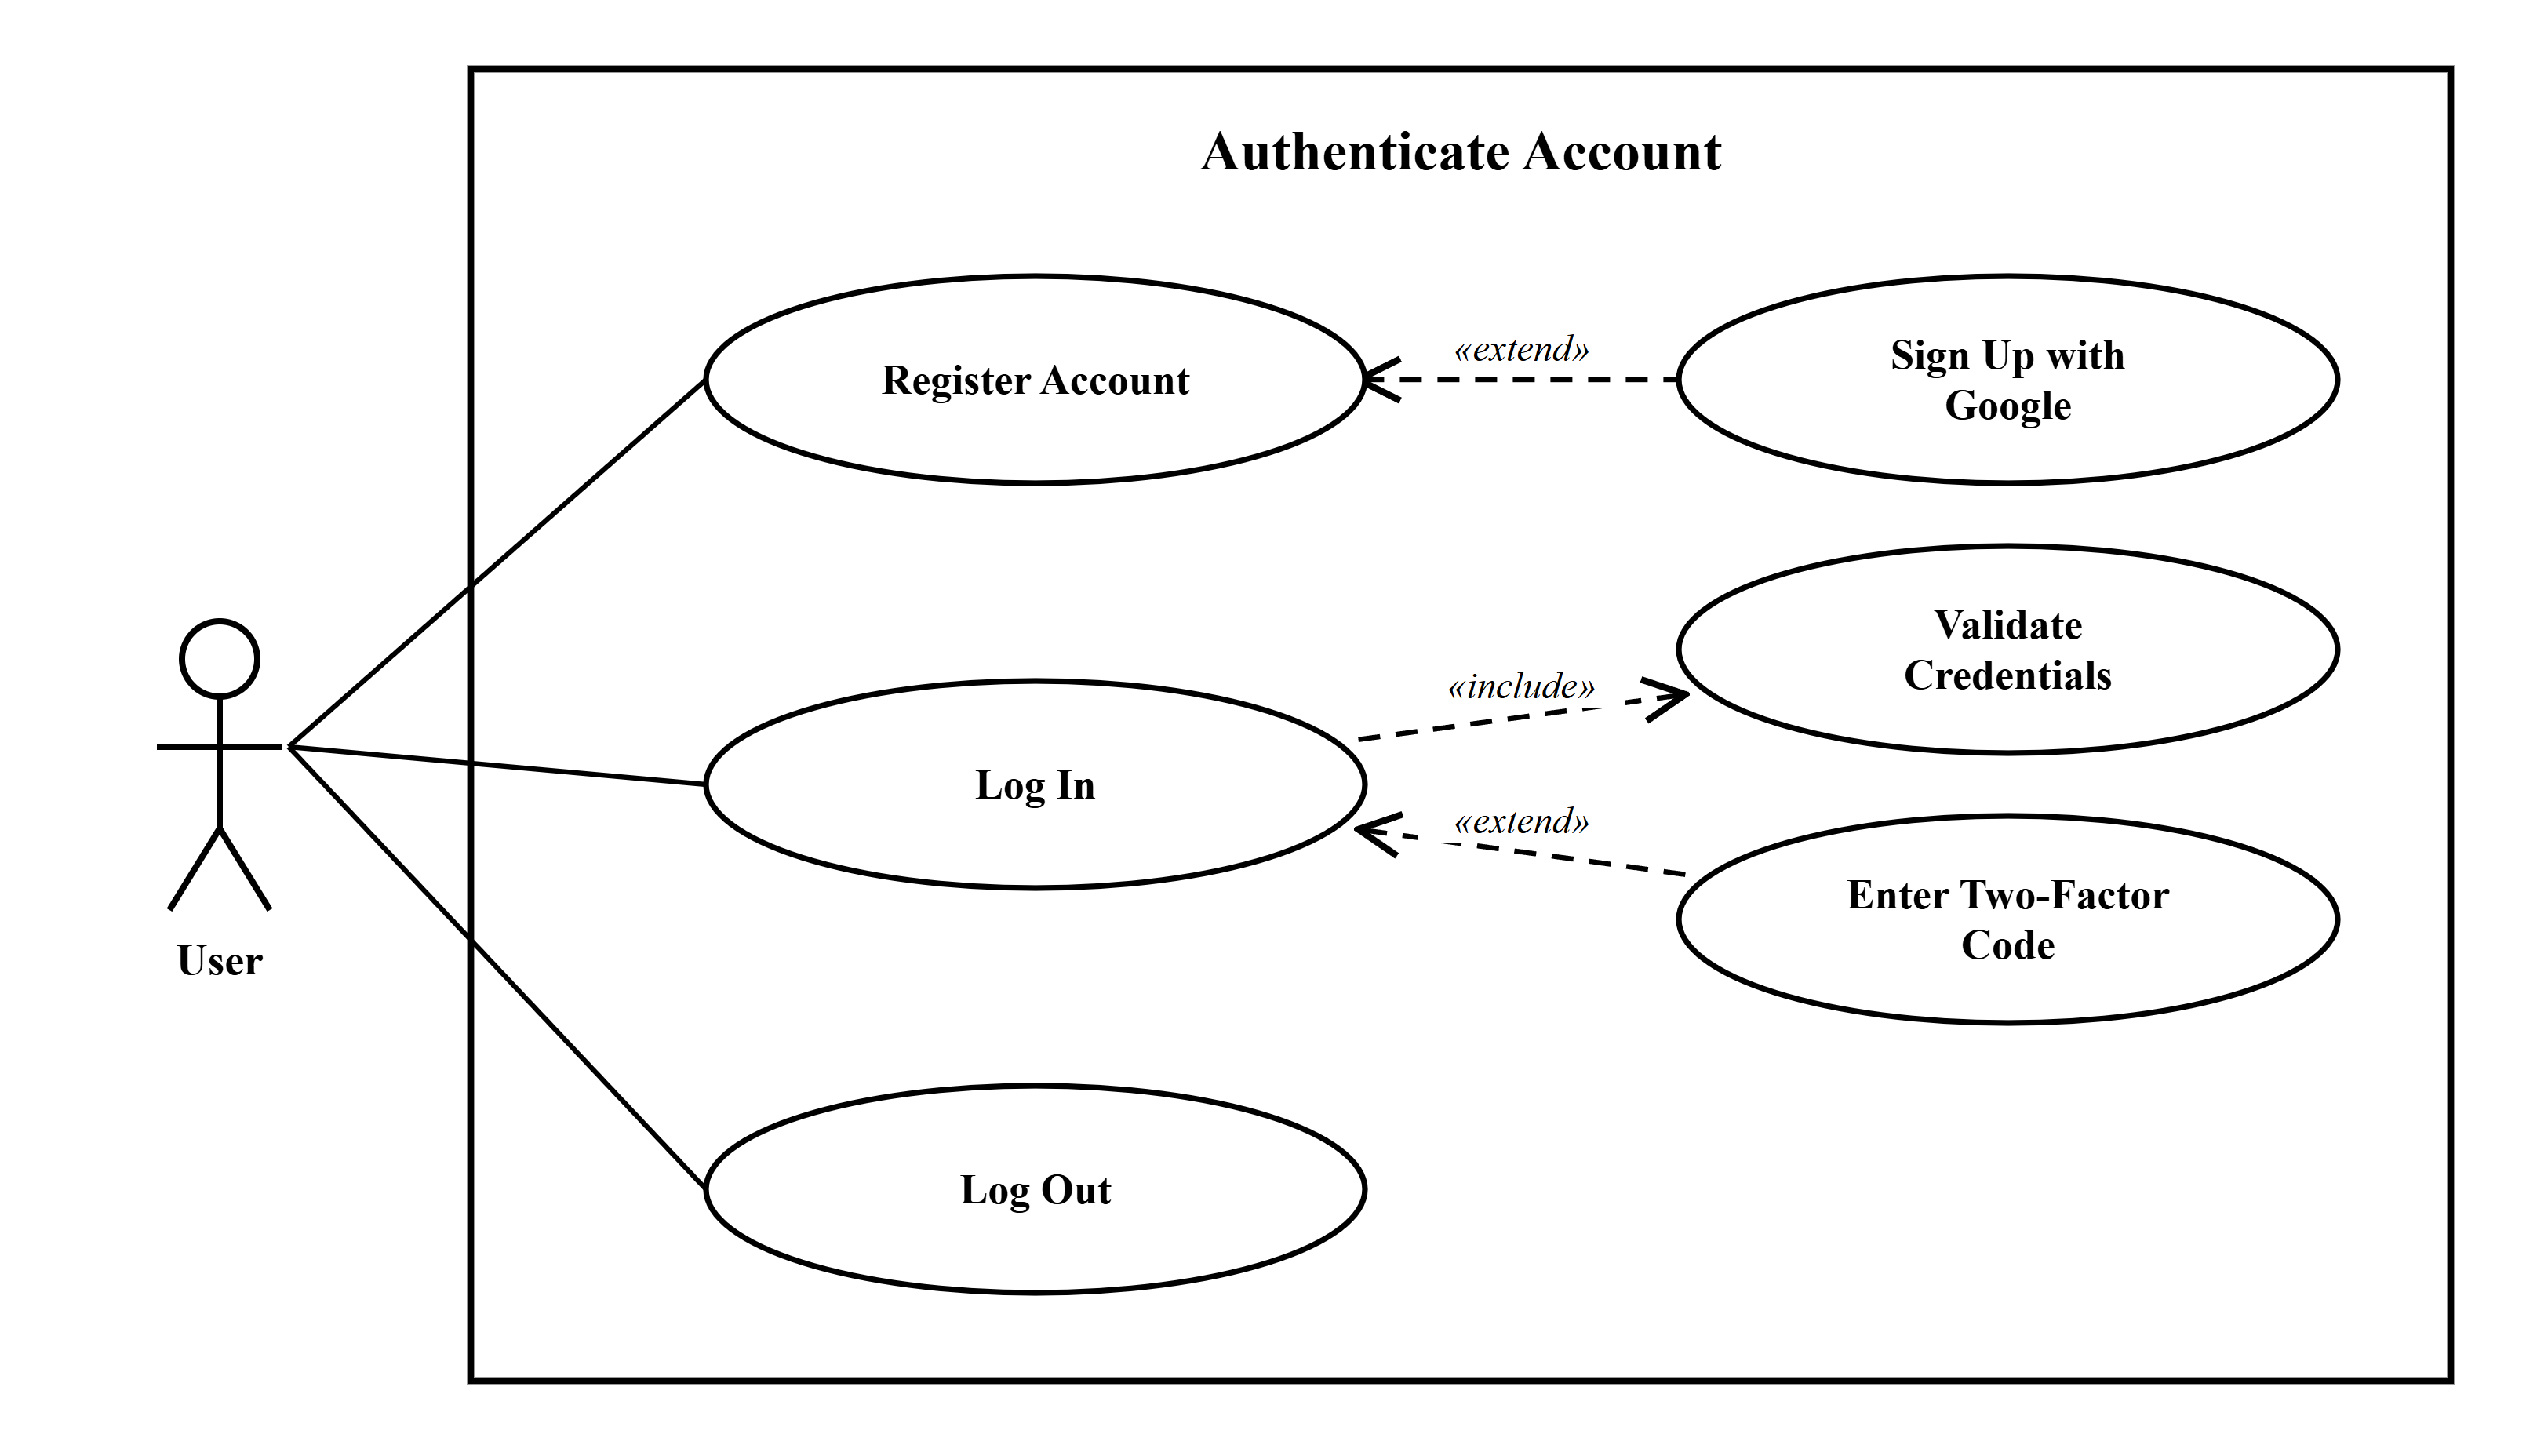 Authenticate Account
Register Account
«extend»
Sign Up with
Google
Validate
Credentials
«include»
Log In
«extend»
Enter Two-Factor
Code
User
Log Out